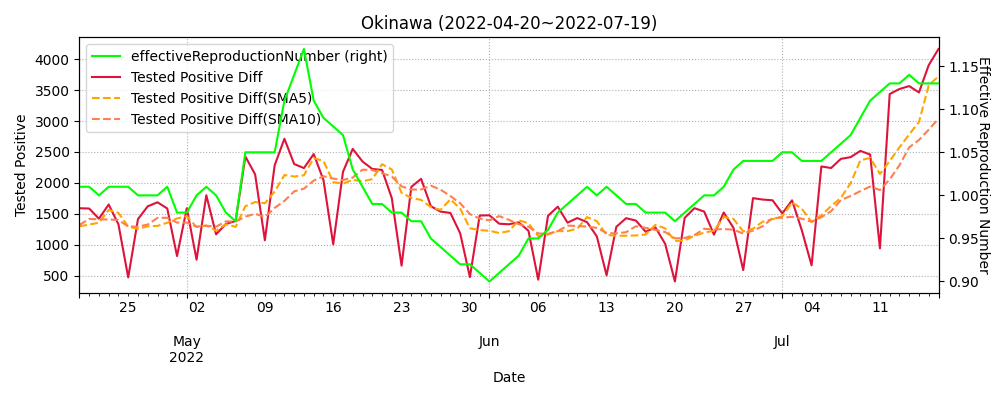 Okinawa (2022-04-20~2022-07-19)
effectiveReproductionNumber (right)
Tested Positive Diff
Tested Positive Diff(SMA5)
Tested Positive Diff(SMA10)
Tested Positive
4000
3500
3000
2500
2000
1500
1000
500
1.15
1.10
1.05
1.00
0.95
0.90
Effective Reproduction Number
25 02 09 16 23 30 06 13 20 27 04 11
May Jun Jul
2022
Date